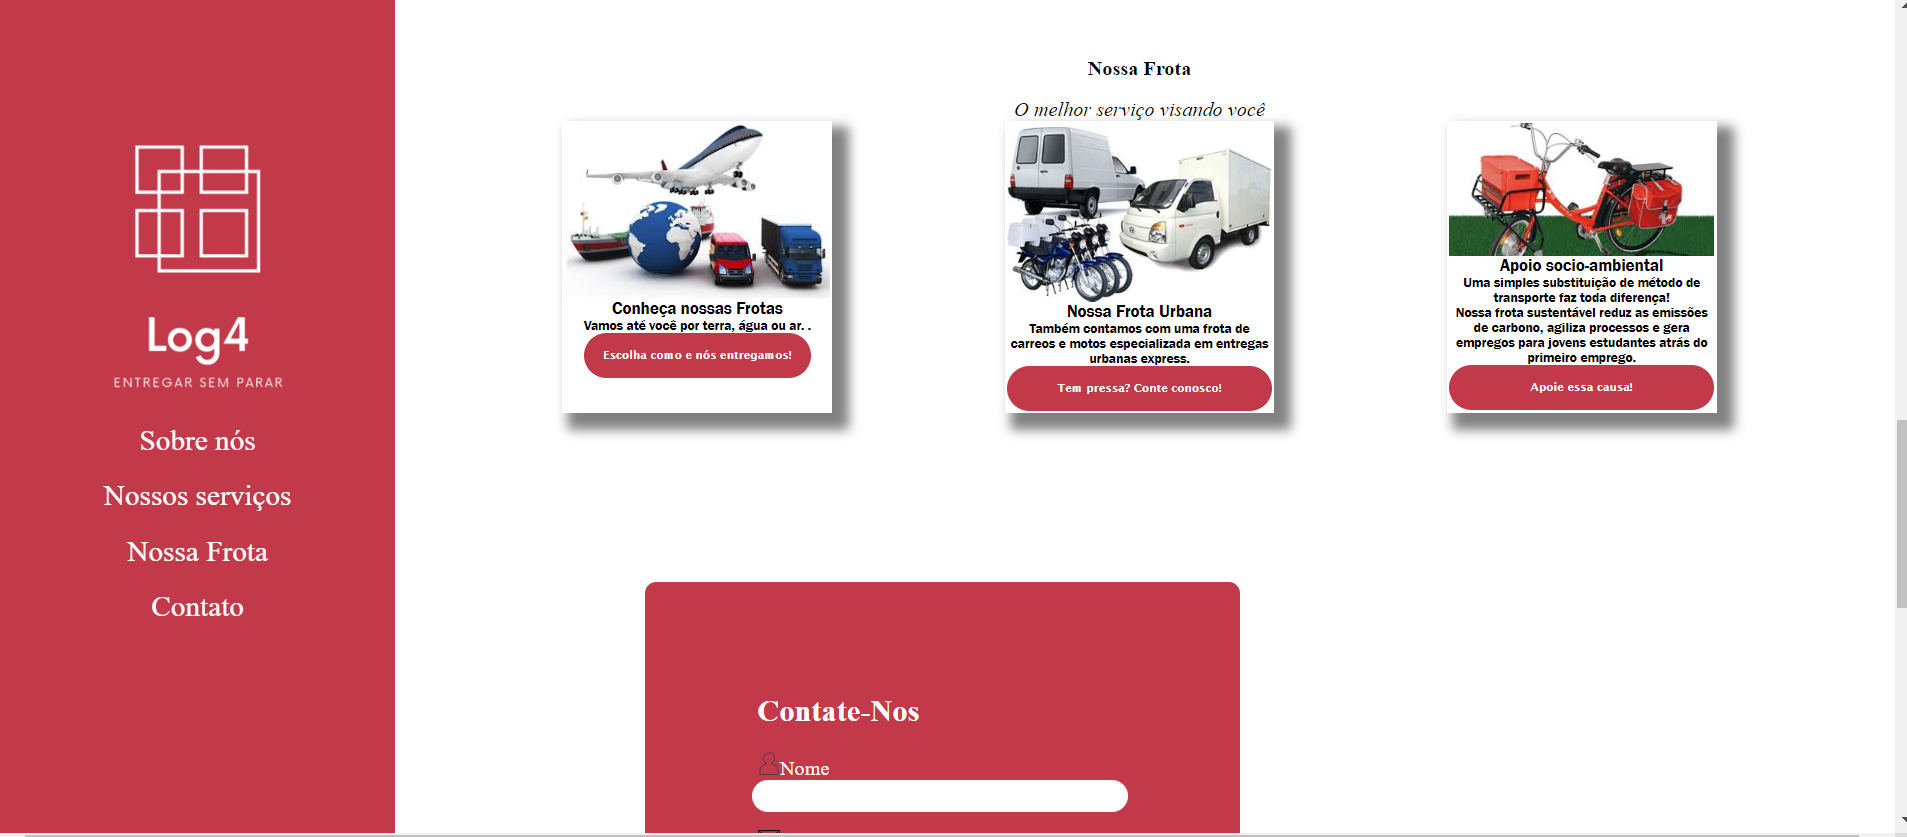 Log4
ENTREGAR SEM PARAR
Sobre nós
Nossos serviços
Nossa Frota
Contato
Nossa Frota
O melhor serviço visando você
Conheça nossas Frotas
Vamos até você por terra, água ou ar. .
Escolha como e nós entregamos!
Nossa Frota Urbana
Também contamos com uma frota de
carreos e motos especializada em entregas
urbanas express.
Tem pressa? Conte conosco!
Apoio socio-ambiental
Uma simples substituição de método de
transporte faz toda diferença!
Nossa frota sustentável reduz as emissões
de carbono, agiliza processos e gera
empregos para jovens estudantes atrás do
primeiro emprego.
Apoie essa causa!
Contate-Nos
Nome